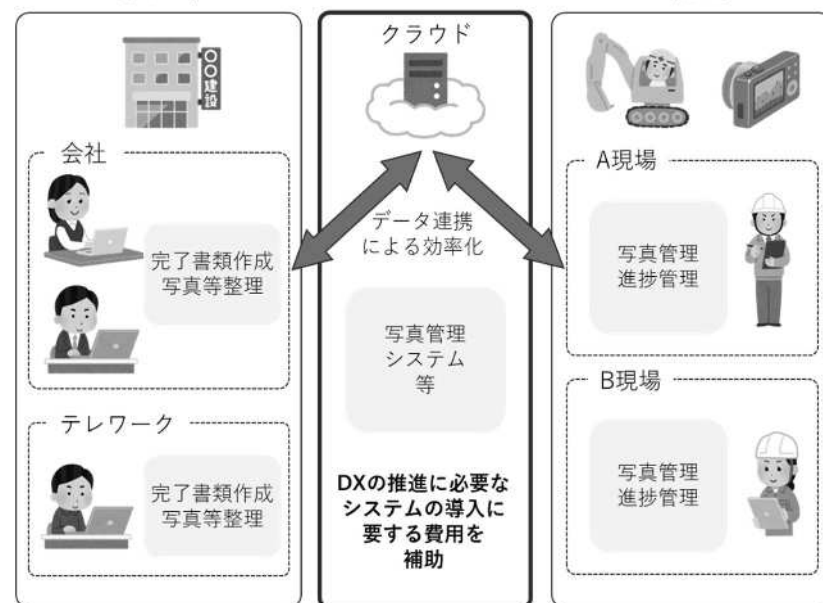 〇〇建設
会社
完了書類作成
写真等整理
テレワーク
完了書類作成
写真等整理
クラウド
データ連携
による効率化
写真管理
システム
等
DXの推進に必要な
システムの導入に
要する費用を
補助
A現場
写真管理
進捗管理
B現場
写真管理
進捗管理